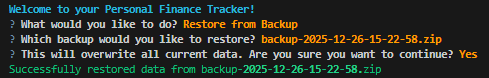 Welcome to your Personal Finance Tracker!
? What would you like to do? Restore from Backup
? Which backup would you like to restore? backup-2025-12-26-15-22-58.zip
? This will overwrite all current data. Are you sure you want to continue? Yes
Successfully restored data from backup-2025-12-26-15-22-58.zip